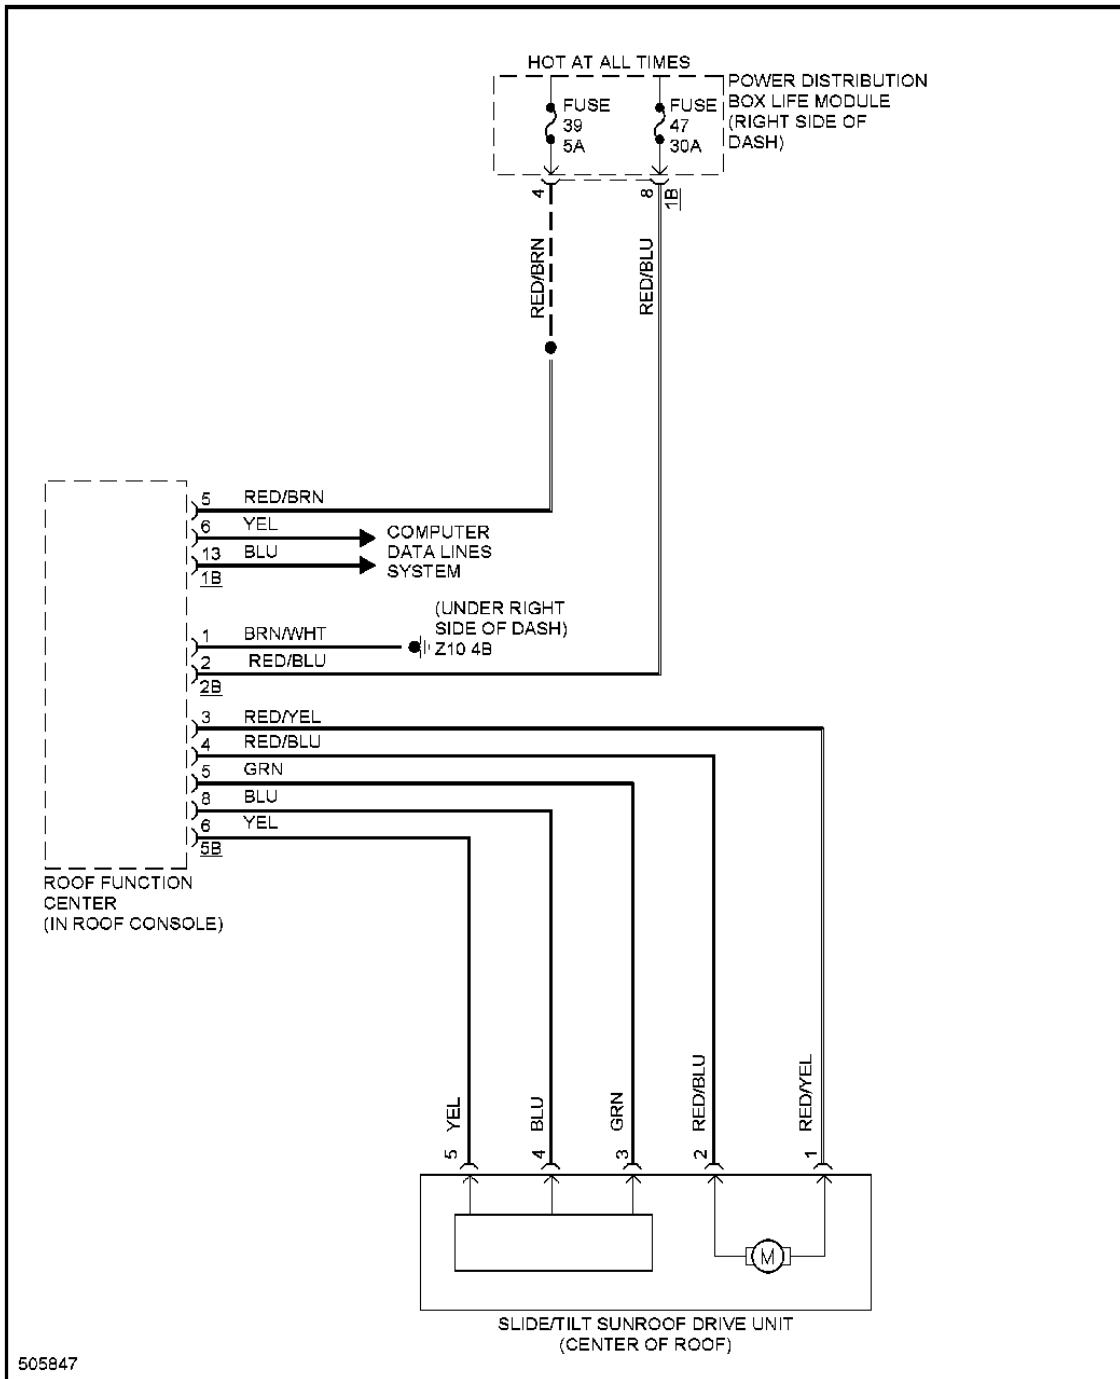 HOT AT ALL TIMES
POWER DISTRIBUTION
BOX LIFE MODULE
(RIGHT SIDE OF
DASH)
FUSE
39
5A
FUSE
47
30A
4
8
1B
RED/BRN
RED/BLU
5 RED/BRN
6 YEL
13 BLU
1B
COMPUTER
DATA LINES
SYSTEM
(UNDER RIGHT
SIDE OF DASH)
Z10 4B
1 BRN/WHT
2 RED/BLU
2B
3 RED/YEL
4 RED/BLU
5 GRN
8 BLU
6 YEL
5B
ROOF FUNCTION
CENTER
(IN ROOF CONSOLE)
YEL
BLU
GRN
RED/BLU
RED/YEL
5
4
3
2
1
M
SLIDE/TILT SUNROOF DRIVE UNIT
(CENTER OF ROOF)
505847